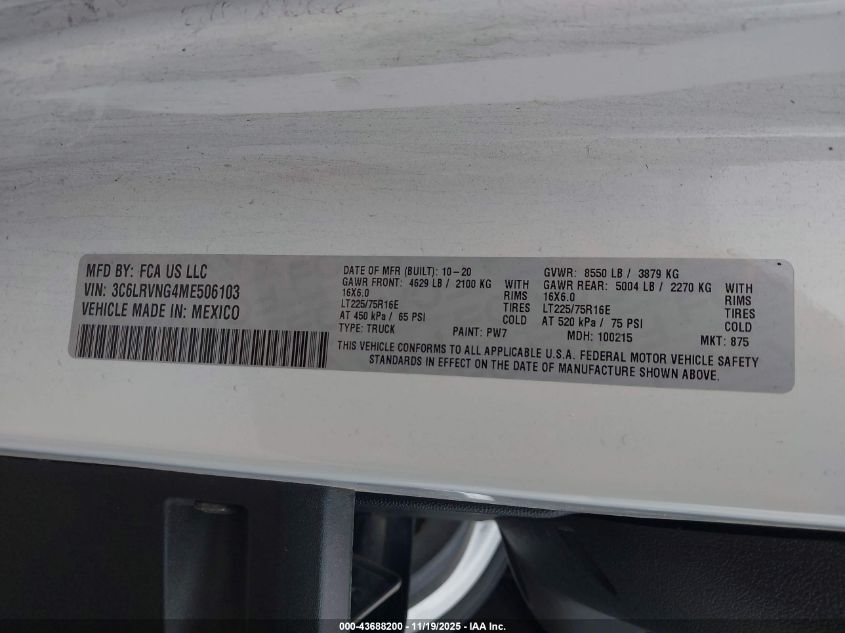 MFD BY: FCA US LLC
VIN: 3C6LRVNG4ME506103
VEHICLE MADE IN: MEXICO
DATE OF MFR (BUILT): 10-20
GAWR FRONT: 4629 LB / 2100 KG WITH
16X6.0 RIMS
LT225/75R16E TIRES
AT 450 kPa / 65 PSI COLD
TYPE: TRUCK PAINT: PW7
GVWR: 8550 LB / 3879 KG
GAWR REAR: 5004 LB / 2270 KG WITH
16X6.0 RIMS
LT225/75R16E TIRES
AT 520 kPa / 75 PSI COLD
MDH: 100215 MKT: 875
THIS VEHICLE CONFORMS TO ALL APPLICABLE U.S.A. FEDERAL MOTOR VEHICLE SAFETY
STANDARDS IN EFFECT ON THE DATE OF MANUFACTURE SHOWN ABOVE.
000-43688200 - 11/19/2025 - IAA Inc.